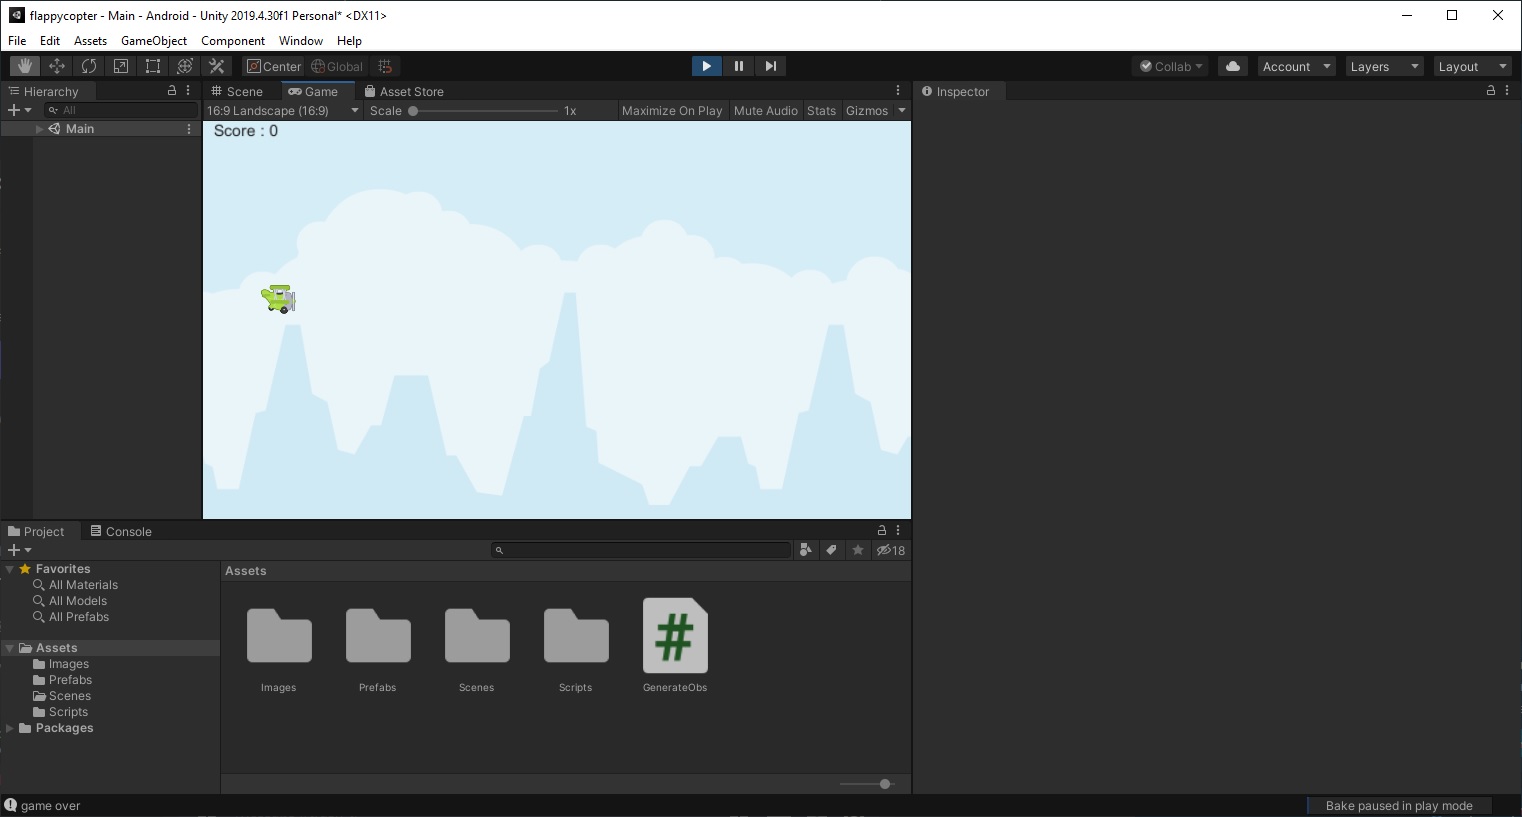 flappycopter - Main - Android - Unity 2019.4.30f1 Personal* <DX11>
File Edit Assets GameObject Component Window Help
Center Global Collab Account Layers Layout
Hierarchy Scene Game Asset Store Inspector
All 16:9 Landscape (16:9) Scale 1x Maximize On Play Mute Audio Stats Gizmos
Main
Score : 0
Project Console
18
Favorites
All Materials
All Models
All Prefabs
Assets
Images
Prefabs
Scenes
Scripts
Packages
Assets
Images Prefabs Scenes Scripts GenerateObs
game over
Bake paused in play mode